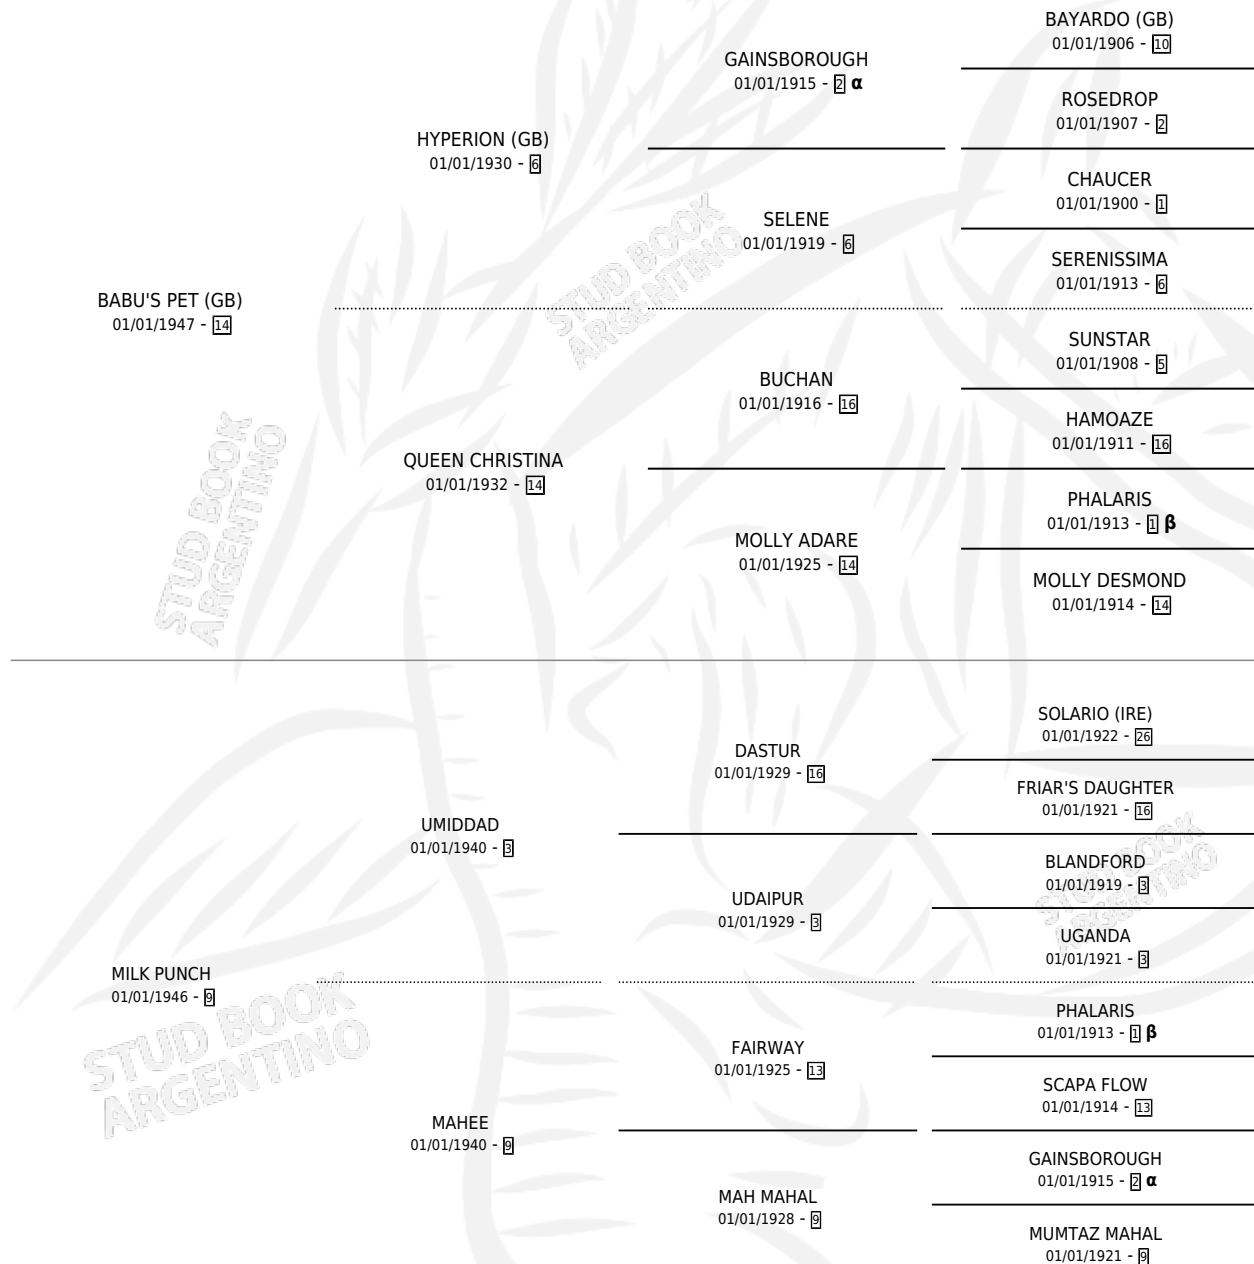 BABU'S PET (GB)
01/01/1947 - 14
HYPERION (GB)
01/01/1930 - 6
GAINSBOROUGH
01/01/1915 - 2 α
BAYARDO (GB)
01/01/1906 - 10
ROSEDROP
01/01/1907 - 2
SELENE
01/01/1919 - 6
CHAUCER
01/01/1900 - 1
SERENISSIMA
01/01/1913 - 6
QUEEN CHRISTINA
01/01/1932 - 14
BUCHAN
01/01/1916 - 16
SUNSTAR
01/01/1908 - 5
HAMOAZE
01/01/1911 - 16
MOLLY ADARE
01/01/1925 - 14
PHALARIS
01/01/1913 - 1 β
MOLLY DESMOND
01/01/1914 - 14
MILK PUNCH
01/01/1946 - 9
UMIDDAD
01/01/1940 - 3
DASTUR
01/01/1929 - 16
SOLARIO (IRE)
01/01/1922 - 26
FRIAR'S DAUGHTER
01/01/1921 - 16
UDAIPUR
01/01/1929 - 3
BLANDFORD
01/01/1919 - 3
UGANDA
01/01/1921 - 3
MAHEE
01/01/1940 - 9
FAIRWAY
01/01/1925 - 13
PHALARIS
01/01/1913 - 1 β
SCAPA FLOW
01/01/1914 - 13
MAH MAHAL
01/01/1928 - 9
GAINSBOROUGH
01/01/1915 - 2 α
MUMTAZ MAHAL
01/01/1921 - 9
STUD BOOK
ARGENTINO
STUD BOOK
ARGENTINO
STUD BOOK
ARGENTINO
STUD BOOK
ARGENTINO